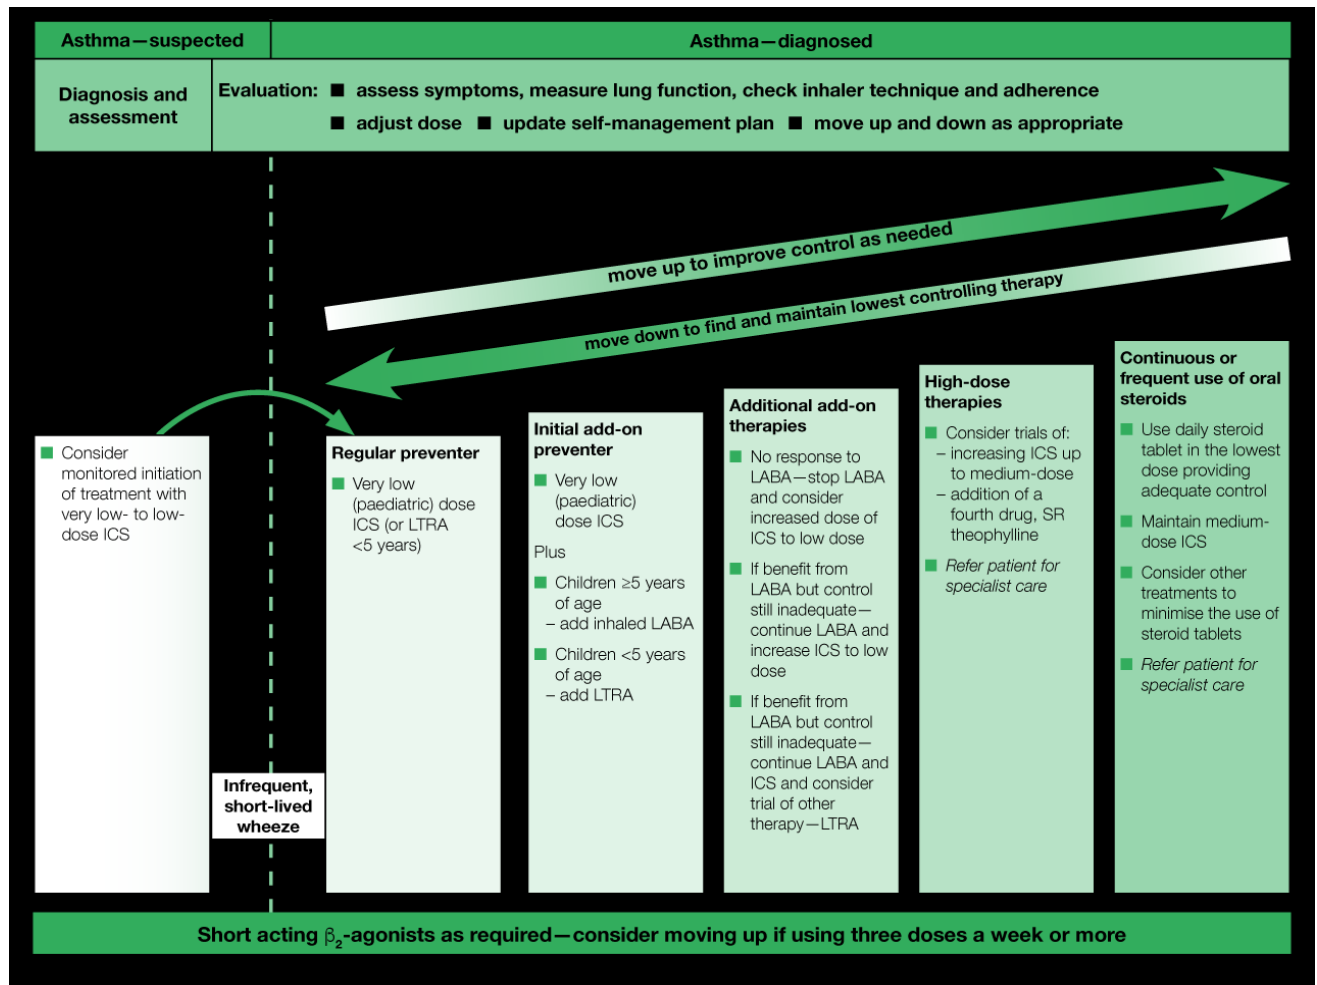 Asthma—suspected
Asthma—diagnosed
Diagnosis and
assessment
Evaluation: ■ assess symptoms, measure lung function, check inhaler technique and adherence
■ adjust dose ■ update self-management plan ■ move up and down as appropriate
move up to improve control as needed
move down to find and maintain lowest controlling therapy
■ Consider
monitored initiation
of treatment with
very low- to low-
dose ICS
Infrequent,
short-lived
wheeze
Regular preventer
■ Very low
(paediatric) dose
ICS (or LTRA
<5 years)
Initial add-on
preventer
■ Very low
(paediatric)
dose ICS
Plus
■ Children ≥5 years
of age
– add inhaled LABA
■ Children <5 years
of age
– add LTRA
Additional add-on
therapies
■ No response to
LABA—stop LABA
and consider
increased dose of
ICS to low dose
■ If benefit from
LABA but control
still inadequate—
continue LABA and
increase ICS to low
dose
■ If benefit from
LABA but control
still inadequate—
continue LABA and
ICS and consider
trial of other
therapy—LTRA
High-dose
therapies
■ Consider trials of:
– increasing ICS up
to medium-dose
– addition of a
fourth drug, SR
theophylline
■ Refer patient for
specialist care
Continuous or
frequent use of oral
steroids
■ Use daily steroid
tablet in the lowest
dose providing
adequate control
■ Maintain medium-
dose ICS
■ Consider other
treatments to
minimise the use of
steroid tablets
■ Refer patient for
specialist care
Short acting β₂-agonists as required—consider moving up if using three doses a week or more